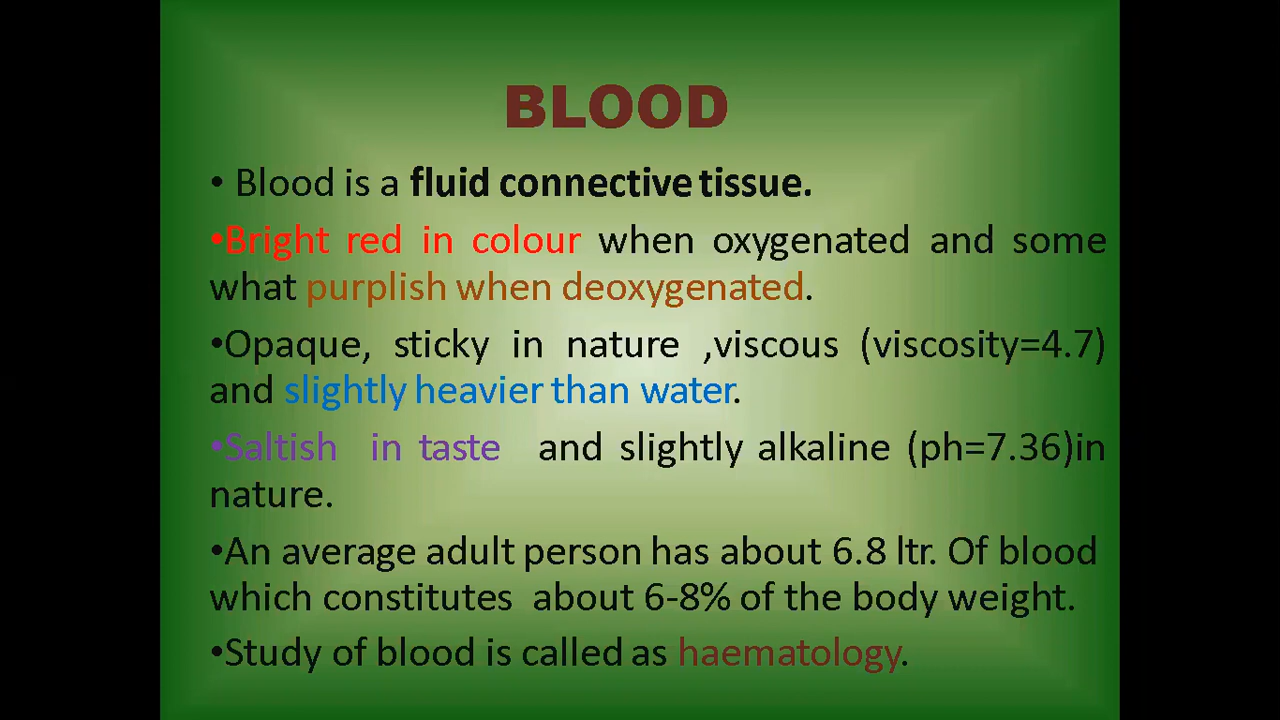 BLOOD
• Blood is a fluid connective tissue.
•Bright red in colour when oxygenated and some
what purplish when deoxygenated.
•Opaque, sticky in nature ,viscous (viscosity=4.7)
and slightly heavier than water.
•Saltish in taste and slightly alkaline (ph=7.36)in
nature.
•An average adult person has about 6.8 ltr. Of blood
which constitutes about 6-8% of the body weight.
•Study of blood is called as haematology.